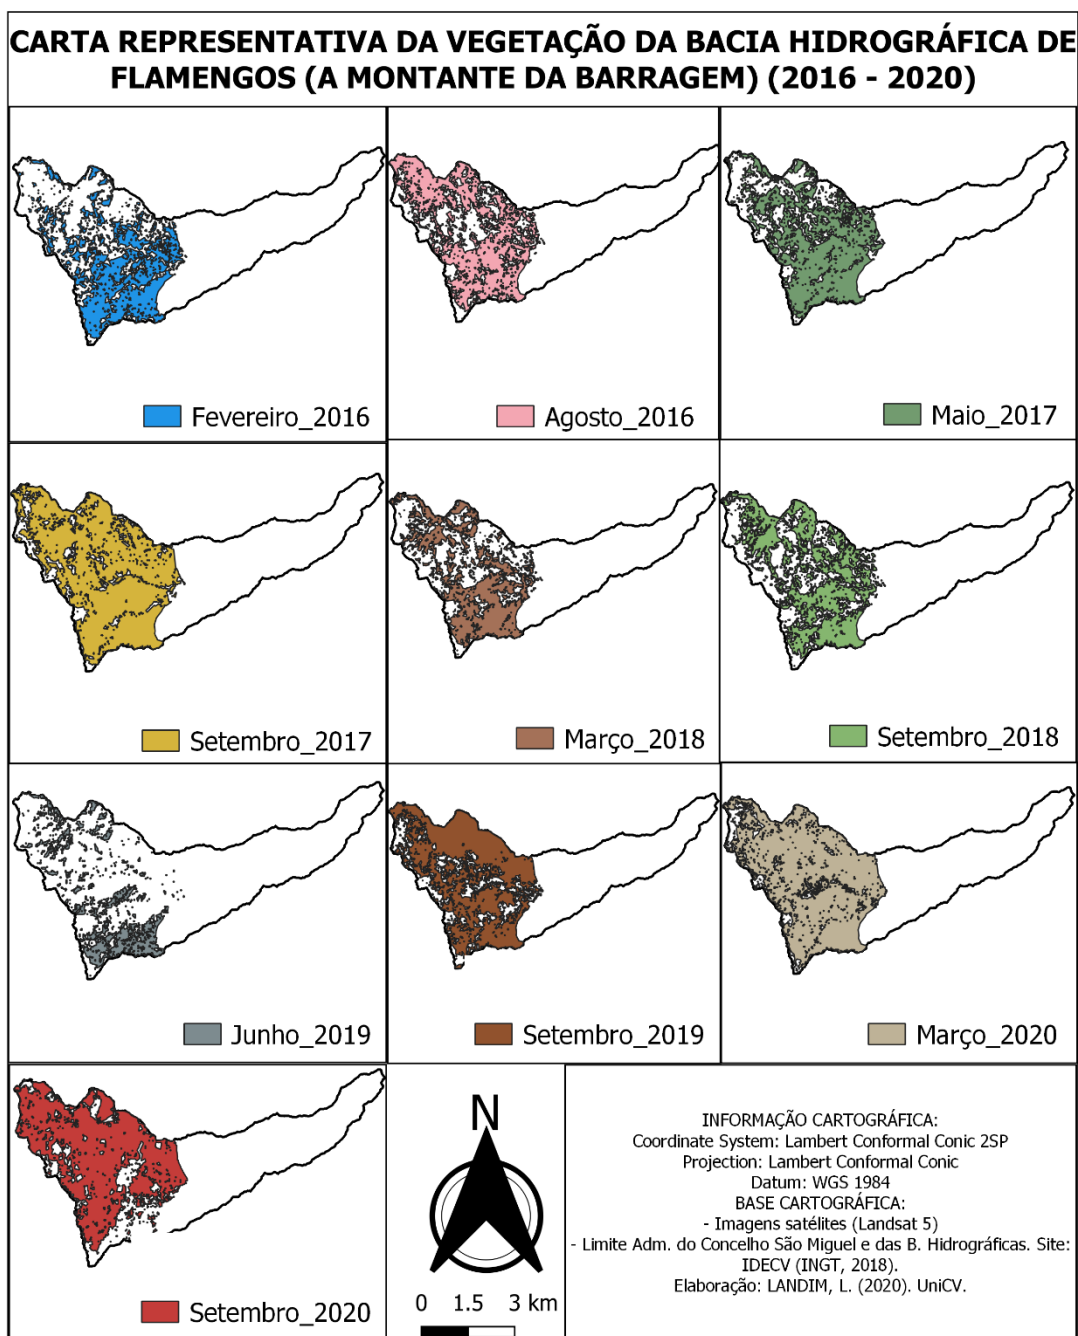 CARTA REPRESENTATIVA DA VEGETAÇÃO DA BACIA HIDROGRÁFICA DE
FLAMENGOS (A MONTANTE DA BARRAGEM) (2016 - 2020)
Fevereiro_2016
Agosto_2016
Maio_2017
Setembro_2017
Março_2018
Setembro_2018
Junho_2019
Setembro_2019
Março_2020
Setembro_2020
N
0 1.5 3 km
INFORMAÇÃO CARTOGRÁFICA:
Coordinate System: Lambert Conformal Conic 2SP
Projection: Lambert Conformal Conic
Datum: WGS 1984
BASE CARTOGRÁFICA:
- Imagens satélites (Landsat 5)
- Limite Adm. do Concelho São Miguel e das B. Hidrográficas. Site:
IDECV (INGT, 2018).
Elaboração: LANDIM, L. (2020). UniCV.